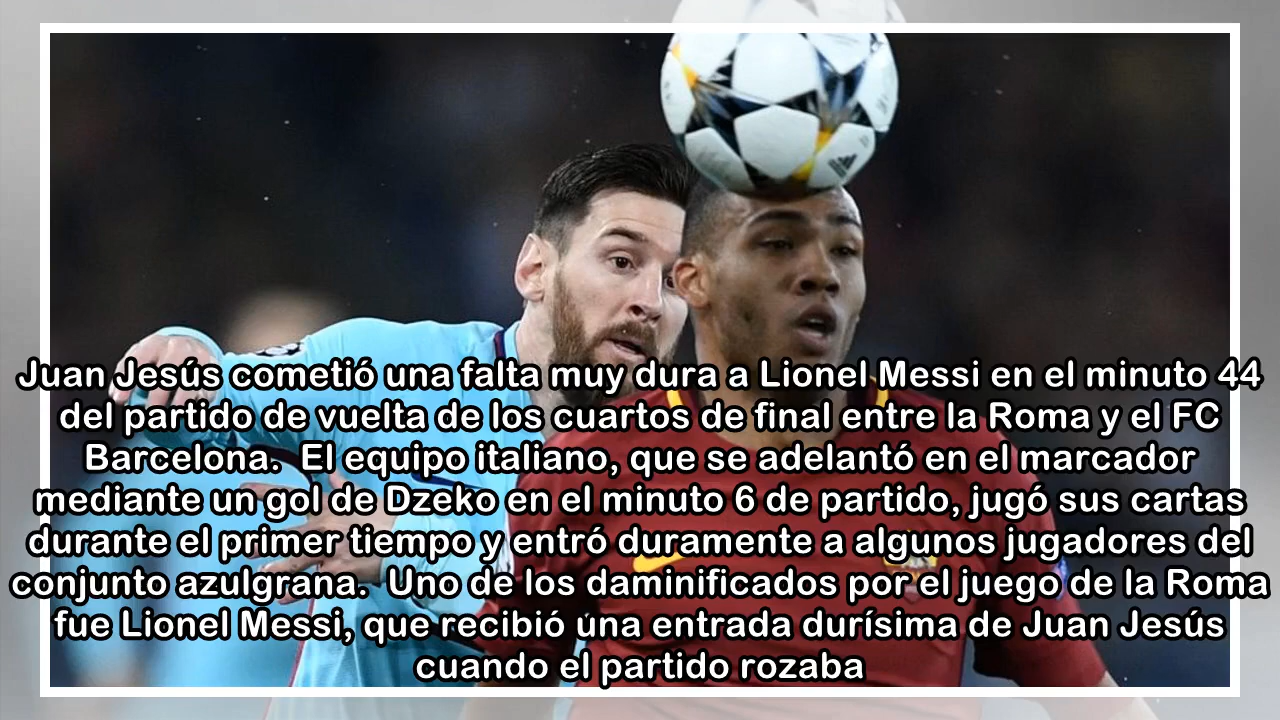 Juan Jesús cometió una falta muy dura a Lionel Messi en el minuto 44
del partido de vuelta de los cuartos de final entre la Roma y el FC
Barcelona.  El equipo italiano, que se adelantó en el marcador
mediante un gol de Dzeko en el minuto 6 de partido, jugó sus cartas
durante el primer tiempo y entró duramente a algunos jugadores del
conjunto azulgrana.  Uno de los daminificados por el juego de la Roma
fue Lionel Messi, que recibió una entrada durísima de Juan Jesús
cuando el partido rozaba